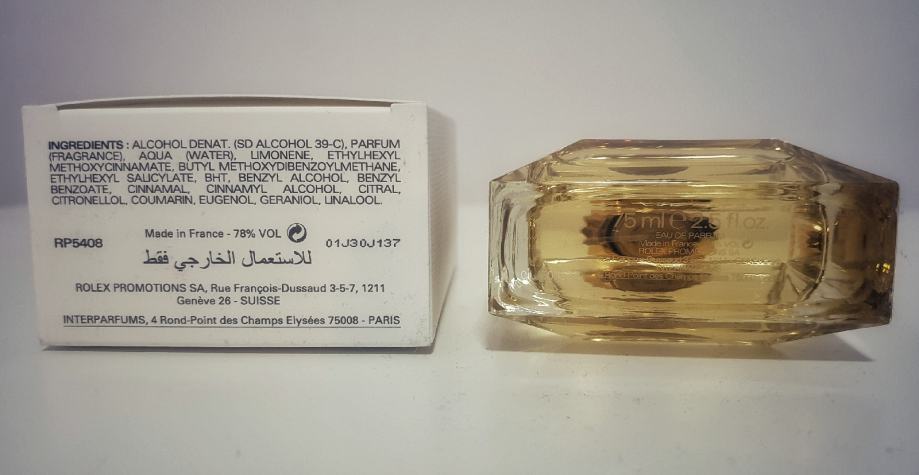 INGREDIENTS : ALCOHOL DENAT. (SD ALCOHOL 39-C), PARFUM
(FRAGRANCE), AQUA (WATER), LIMONENE, ETHYLHEXYL
METHOXYCINNAMATE, BUTYL METHOXYDIBENZOYLMETHANE,
ETHYLHEXYL SALICYLATE, BHT, BENZYL ALCOHOL, BENZYL
BENZOATE, CINNAMAL, CINNAMYL ALCOHOL, CITRAL,
CITRONELLOL, COUMARIN, EUGENOL, GERANIOL, LINALOOL.
Made in France - 78% VOL
RP5408
01J30J137
للاستعمال الخارجي فقط
ROLEX PROMOTIONS SA, Rue François-Dussaud 3-5-7, 1211
Genève 26 - SUISSE
INTERPARFUMS, 4 Rond-Point des Champs Elysées 75008 - PARIS
75 ml e 2.5 fl oz.
EAU DE PARFUM
Made in France
ROLEX